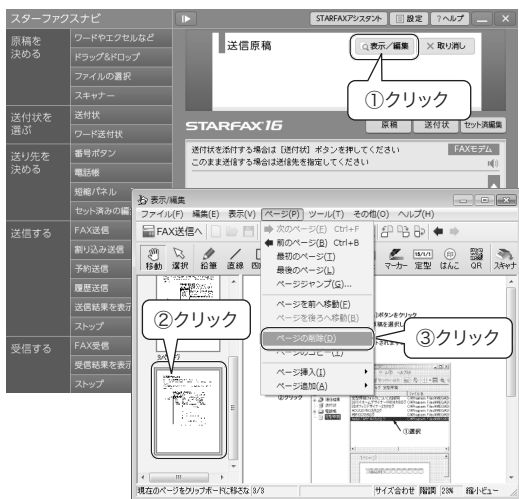 スターファクスナビ
STARFAXアシスタント
設定
?ヘルプ
原稿を
決める
ワードやエクセルなど
ドラッグ&ドロップ
ファイルの選択
スキャナー
送付状を
選ぶ
送付状
ワード送付状
送り先を
決める
番号ボタン
電話帳
短縮パネル
セット済みの編
送信する
FAX送信
割り込み送信
予約送信
履歴送信
送信結果を表示
ストップ
受信する
FAX受信
受信結果を表示
ストップ
送信原稿
表示／編集
取り消し
①クリック
STARFAX16
原稿
送付状
セット済編集
送付状を添付する場合は [送付状] ボタンを押してください
このまま送信する場合は送信先を指定してください
FAXモデム
表示/編集
ファイル(F) 編集(E) 表示(V) ページ(P) ツール(T) その他(O) ヘルプ(H)
FAX送信へ
移動 選択 鉛筆 直線
マーカー 定型 はんこ QR スキャナ
次のページ(F) Ctrl+F
前のページ(B) Ctrl+B
最初のページ(T)
最後のページ(L)
ページジャンプ(G)...
ページを前へ移動(E)
ページを後ろへ移動(B)
ページの削除(D)
ページのコピー(Y)
ページ挿入(I)
ページ追加(A)
②クリック
③クリック
②クリック
①選択
現在のページをクリップボードに移さな 3/3
サイズ合わせ 階調 23% 縮小ビュー